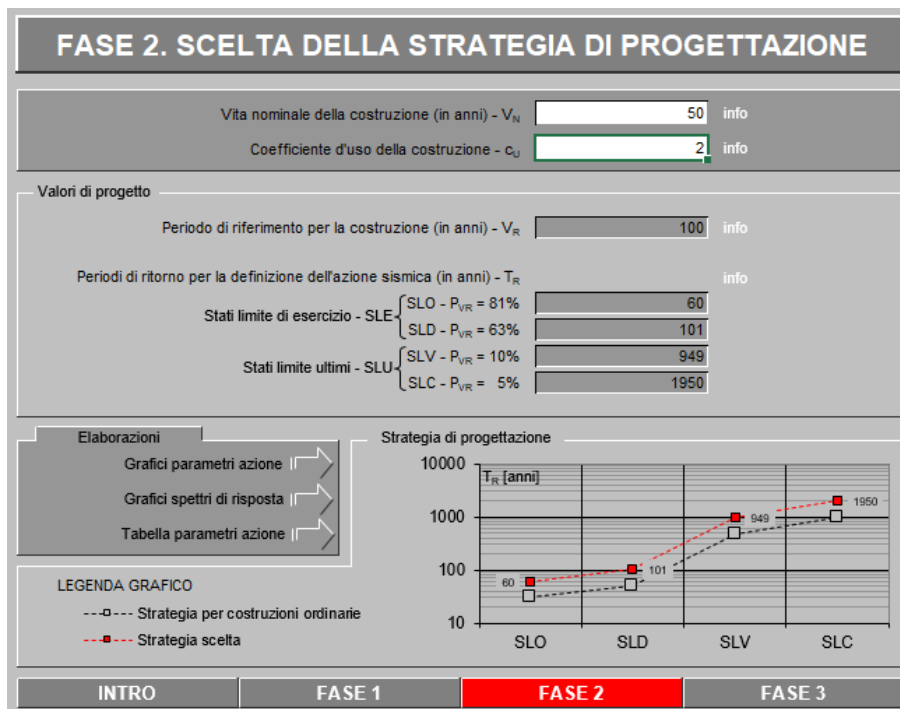 FASE 2. SCELTA DELLA STRATEGIA DI PROGETTAZIONE
Vita nominale della costruzione (in anni) - VN 50 info
Coefficiente d'uso della costruzione - cU 2 info
Valori di progetto
Periodo di riferimento per la costruzione (in anni) - VR 100 info
Periodi di ritorno per la definizione dell'azione sismica (in anni) - TR info
Stati limite di esercizio - SLE
SLO - PVR = 81% 60
SLD - PVR = 63% 101
Stati limite ultimi - SLU
SLV - PVR = 10% 949
SLC - PVR = 5% 1950
Elaborazioni
Grafici parametri azione
Grafici spettri di risposta
Tabella parametri azione
Strategia di progettazione
TR [anni]
10000
1000
100
10
60
101
949
1950
SLO SLD SLV SLC
LEGENDA GRAFICO
Strategia per costruzioni ordinarie
Strategia scelta
INTRO FASE 1 FASE 2 FASE 3